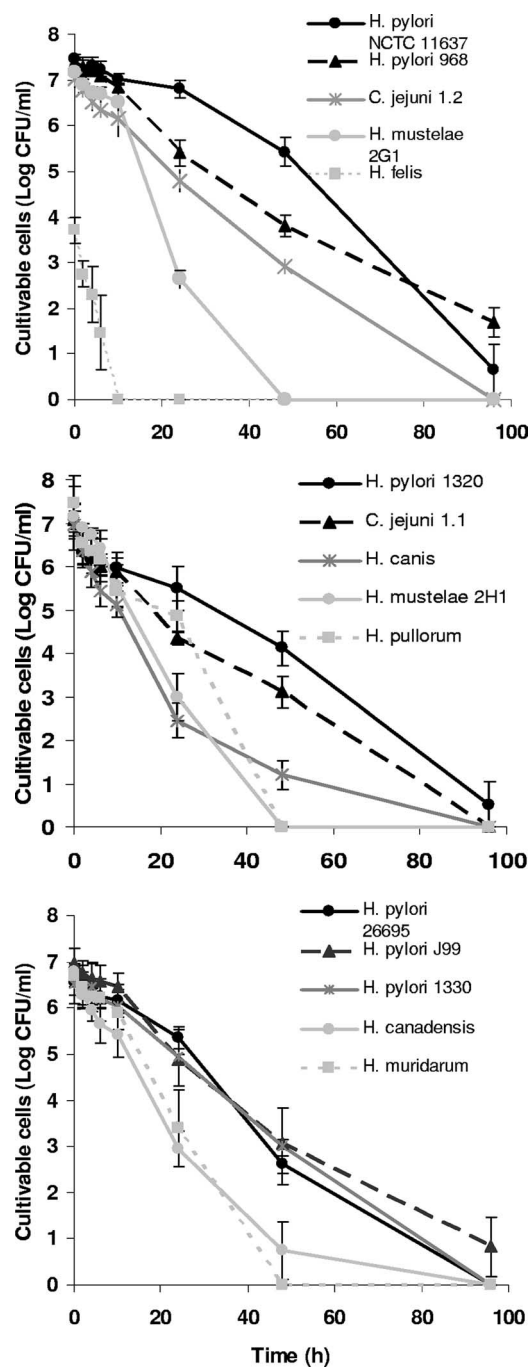 H. pylori
NCTC 11637
H. pylori 968
C. jejuni 1.2
H. mustelae
2G1
H. felis
Cultivable cells (Log CFU/ml)
8
7
6
5
4
3
2
1
0
0 20 40 60 80 100
H. pylori 1320
C. jejuni 1.1
H. canis
H. mustelae 2H1
H. pullorum
Cultivable cells (Log CFU/ml)
8
7
6
5
4
3
2
1
0
0 20 40 60 80 100
H. pylori
26695
H. pylori J99
H. pylori 1330
H. canadensis
H. muridarum
Cultivable cells (Log CFU/ml)
8
7
6
5
4
3
2
1
0
0 20 40 60 80 100
Time (h)